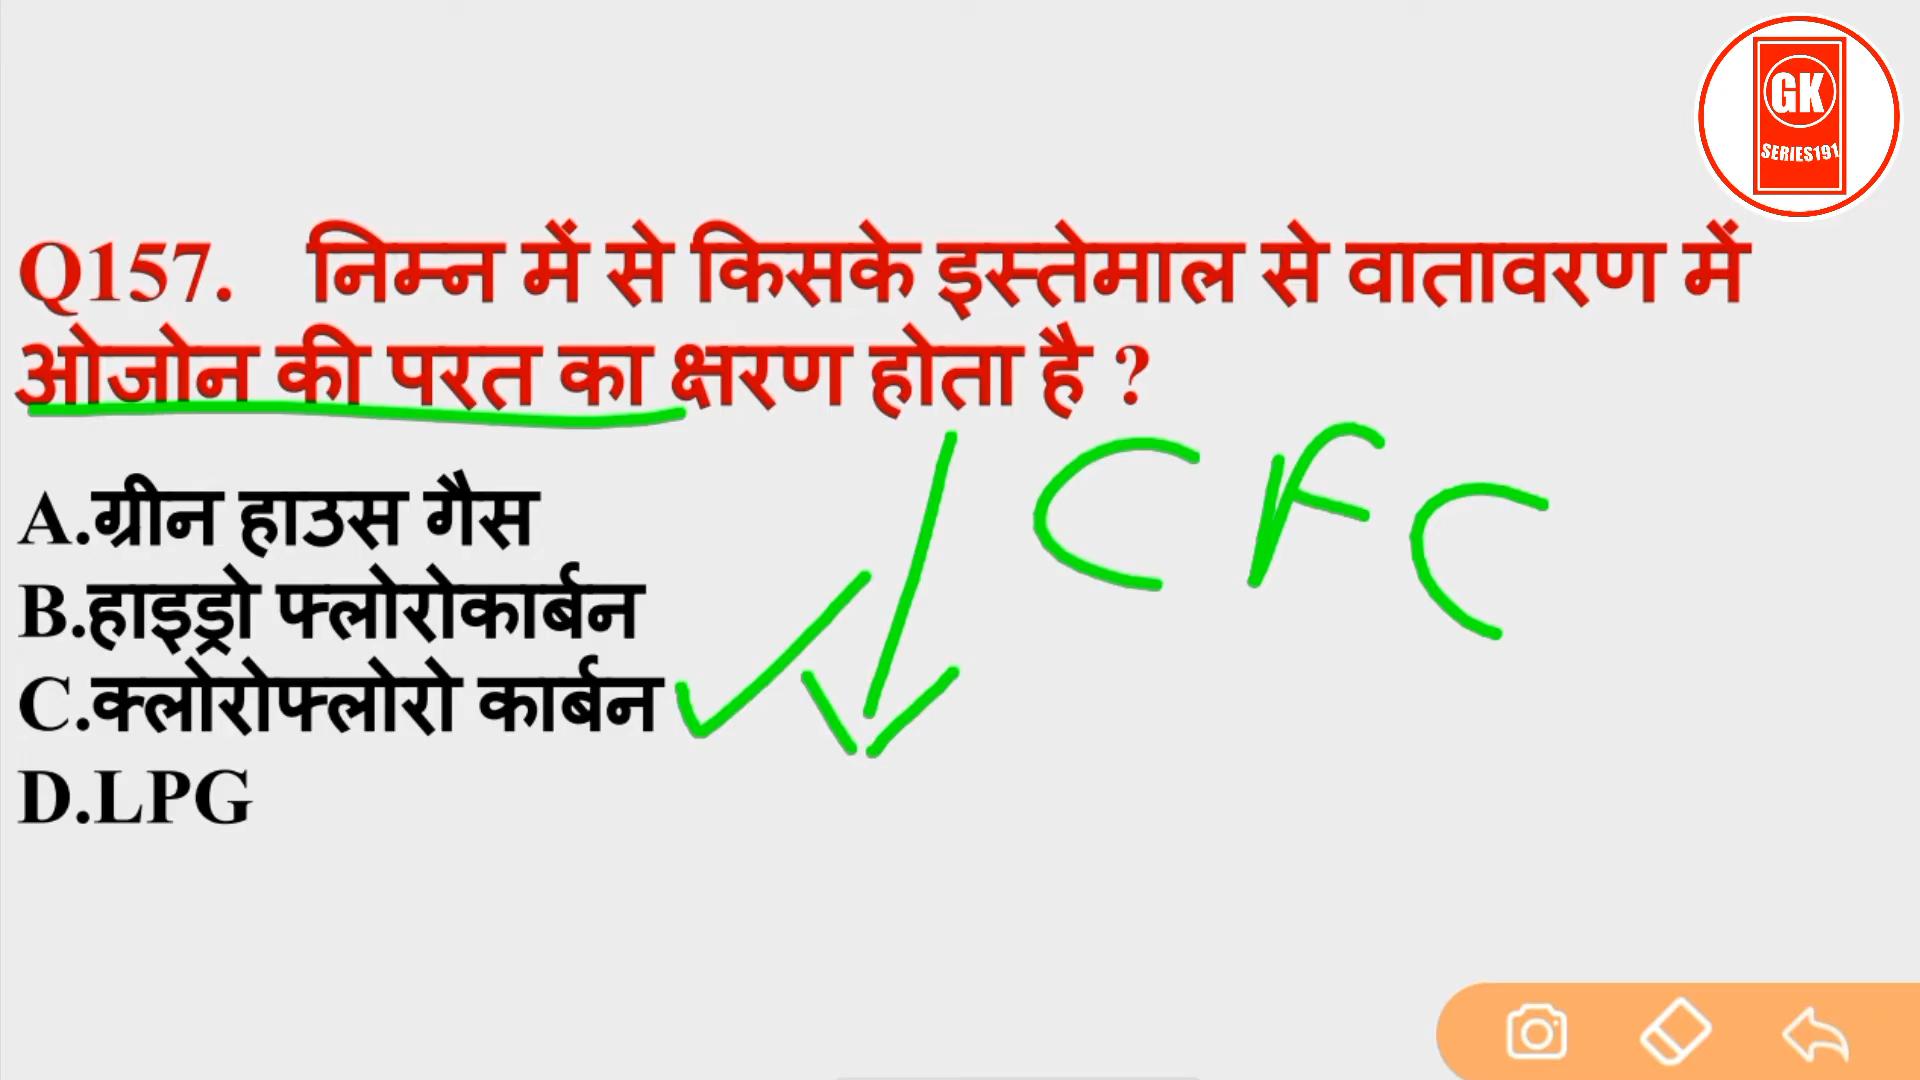 GK
SERIES191
Q157. निम्न में से किसके इस्तेमाल से वातावरण में
ओजोन की परत का क्षरण होता है ?
CFC
A.ग्रीन हाउस गैस
B.हाइड्रो फ्लोरोकार्बन
C.क्लोरोफ्लोरो कार्बन
D.LPG